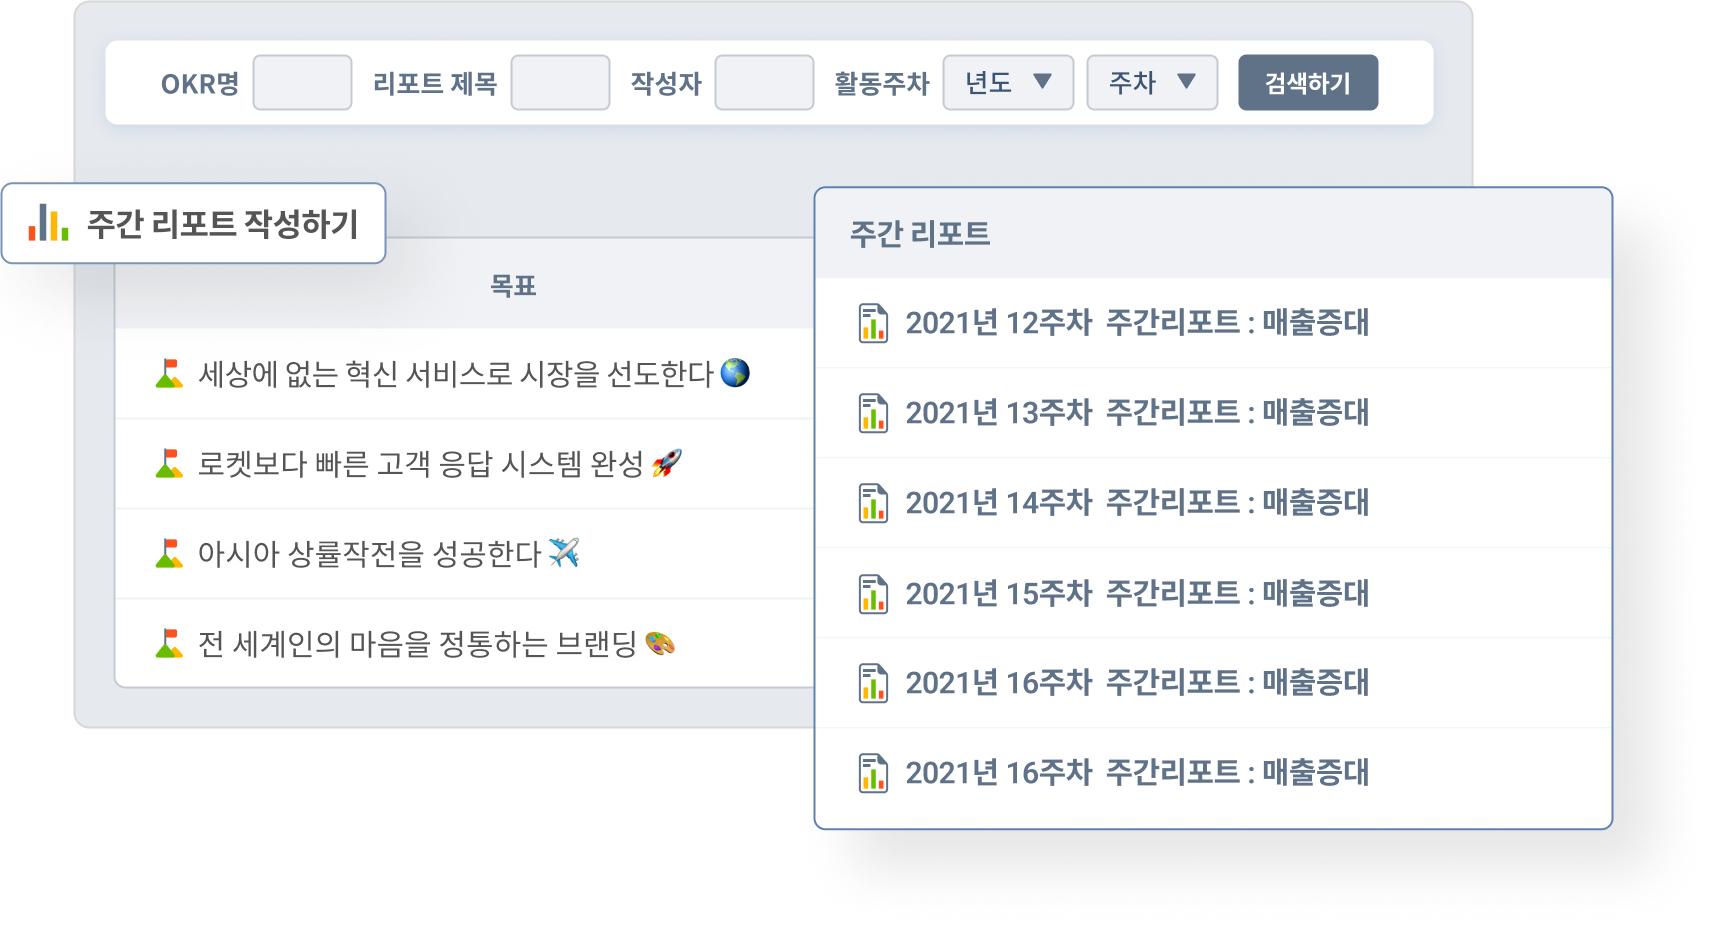 OKR명 리포트 제목 작성자 활동주차 년도 ▼ 주차 ▼ 검색하기
주간 리포트 작성하기
목표
세상에 없는 혁신 서비스로 시장을 선도한다 🌎
로켓보다 빠른 고객 응답 시스템 완성 🚀
아시아 상률작전을 성공한다 ✈️
전 세계인의 마음을 정통하는 브랜딩 🎨
주간 리포트
2021년 12주차 주간리포트 : 매출증대
2021년 13주차 주간리포트 : 매출증대
2021년 14주차 주간리포트 : 매출증대
2021년 15주차 주간리포트 : 매출증대
2021년 16주차 주간리포트 : 매출증대
2021년 16주차 주간리포트 : 매출증대